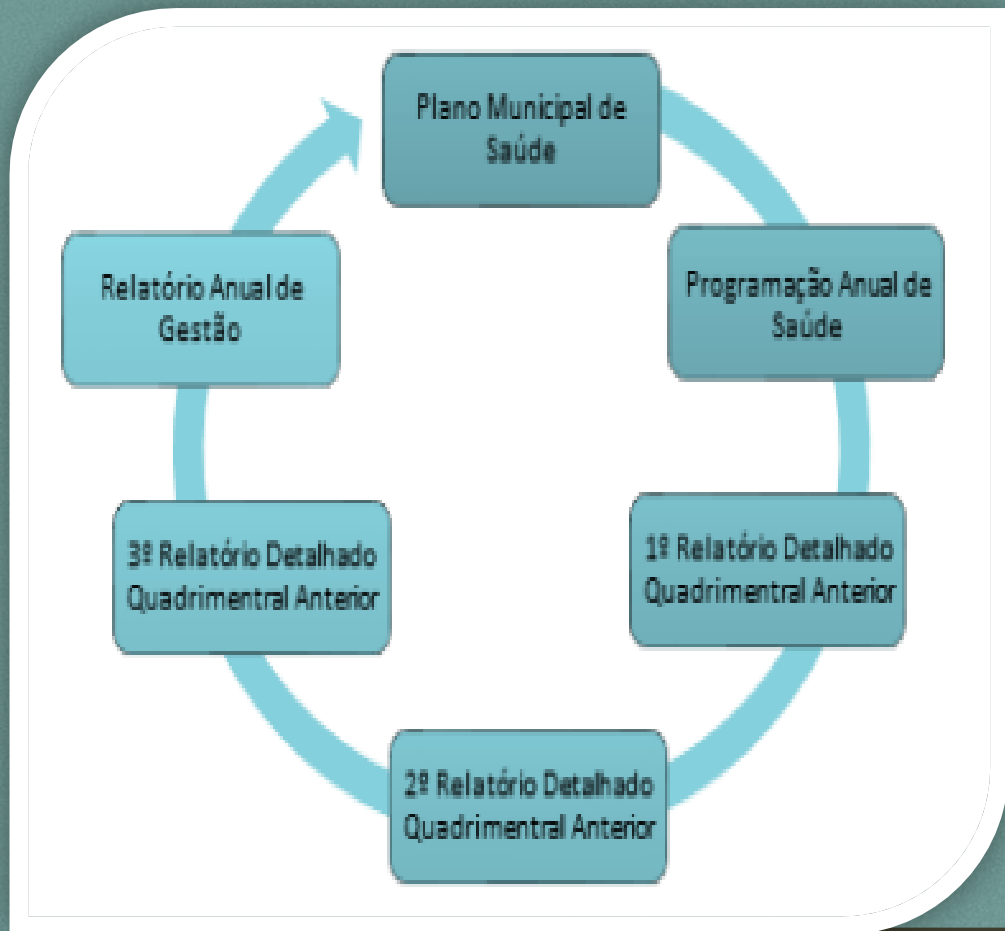 Plano Municipal de
Saúde
Programação Anual de
Saúde
1º Relatório Detalhado
Quadrimentral Anterior
2º Relatório Detalhado
Quadrimentral Anterior
3º Relatório Detalhado
Quadrimentral Anterior
Relatório Anual de
Gestão